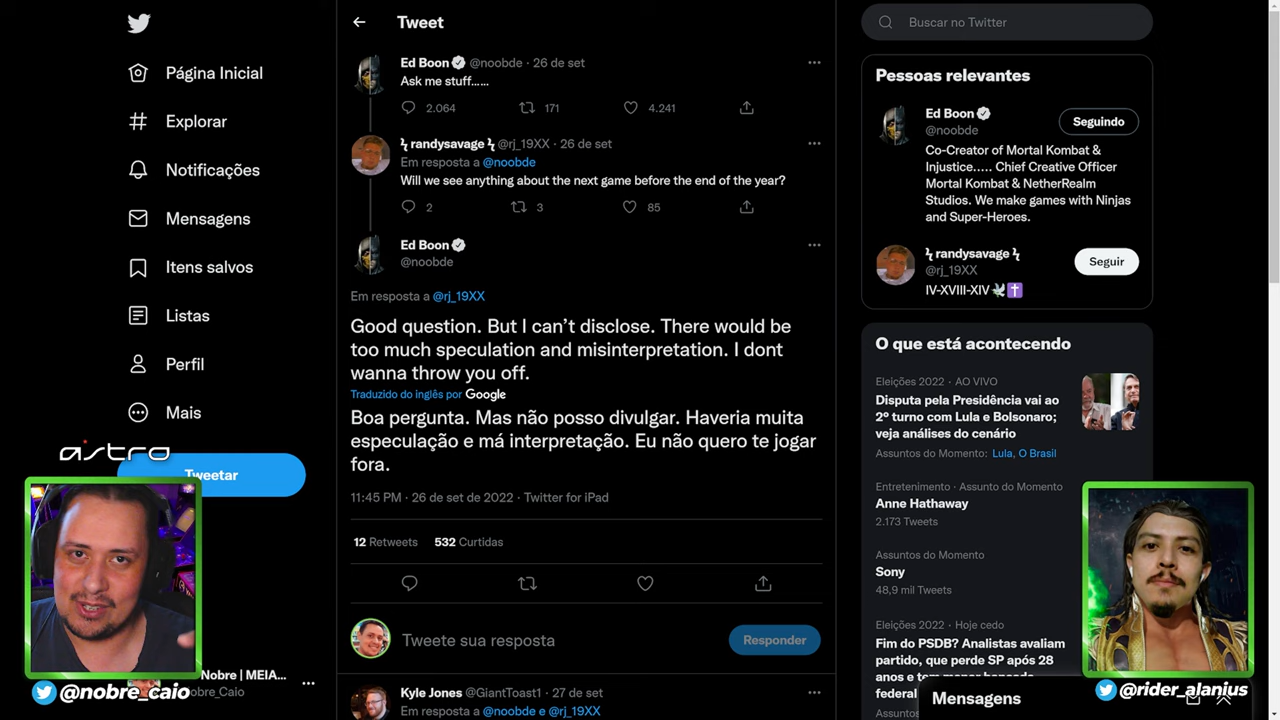 Página Inicial
Explorar
Notificações
Mensagens
Itens salvos
Listas
Perfil
Mais
astro
Tweetar
Nobre | MEIA...
bre_Caio
@nobre_caio
Tweet
Ed Boon @noobde · 26 de set
Ask me stuff.....
2.064 171 4.241
randysavage @rj_19XX · 26 de set
Em resposta a @noobde
Will we see anything about the next game before the end of the year?
2 3 85
Ed Boon
@noobde
Em resposta a @rj_19XX
Good question. But I can’t disclose. There would be
too much speculation and misinterpretation. I dont
wanna throw you off.
Traduzido do inglês por Google
Boa pergunta. Mas não posso divulgar. Haveria muita
especulação e má interpretação. Eu não quero te jogar
fora.
11:45 PM · 26 de set de 2022 · Twitter for iPad
12 Retweets 532 Curtidas
Tweete sua resposta
Responder
Kyle Jones @GiantToast1 · 27 de set
Em resposta a @noobde e @rj_19XX
Buscar no Twitter
Pessoas relevantes
Ed Boon
@noobde
Seguindo
Co-Creator of Mortal Kombat &
Injustice..... Chief Creative Officer
Mortal Kombat & NetherRealm
Studios. We make games with Ninjas
and Super-Heroes.
randysavage
@rj_19XX
Seguir
IV-XVIII-XIV
O que está acontecendo
Eleições 2022 · AO VIVO
Disputa pela Presidência vai ao
2º turno com Lula e Bolsonaro;
veja análises do cenário
Assuntos do Momento: Lula, O Brasil
Entretenimento · Assunto do Momento
Anne Hathaway
2.173 Tweets
Assuntos do Momento
Sony
48,9 mil Tweets
Eleições 2022 · Hoje cedo
Fim do PSDB? Analistas avaliam
partido, que perde SP após 28
anos e tem menor bancada
federal
Mensagens
@rider_alanius